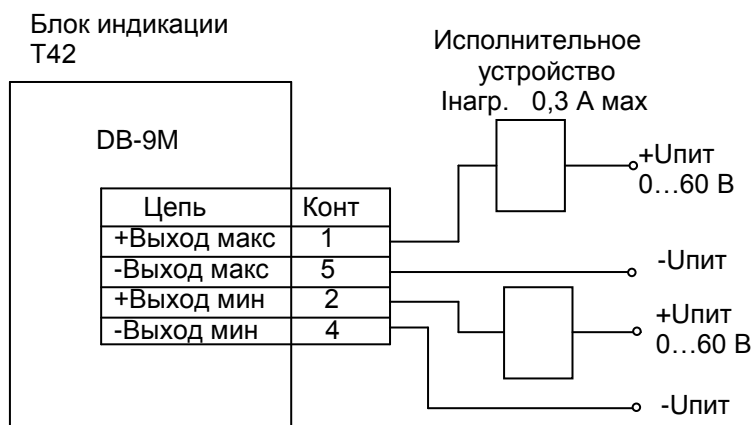 Блок индикации
Т42
Исполнительное
устройство
Iнагр. 0,3 А мах
DB-9М
+Uпит
0...60 В
Цепь Конт
+Выход макс 1
-Выход макс 5
+Выход мин 2
-Выход мин 4
-Uпит
+Uпит
0...60 В
-Uпит